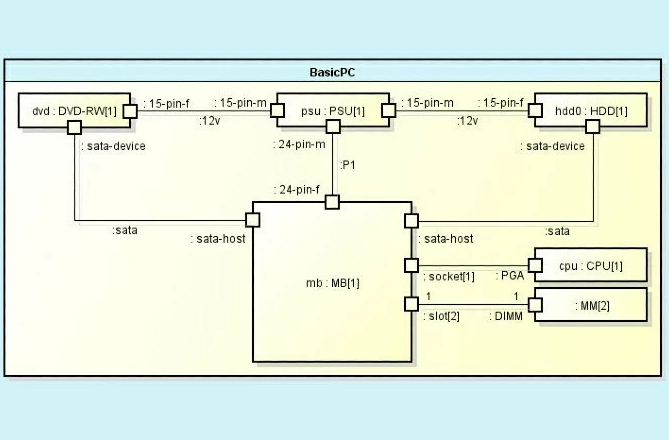 BasicPC
dvd : DVD-RW[1]
: 15-pin-f
: 15-pin-m
:12v
psu : PSU[1]
: 15-pin-m
: 15-pin-f
:12v
hdd0 : HDD[1]
: sata-device
: 24-pin-m
: sata-device
:P1
: 24-pin-f
:sata
: sata-host
: sata-host
:sata
mb : MB[1]
: socket[1]
: PGA
cpu : CPU[1]
1
1
: slot[2]
: DIMM
: MM[2]